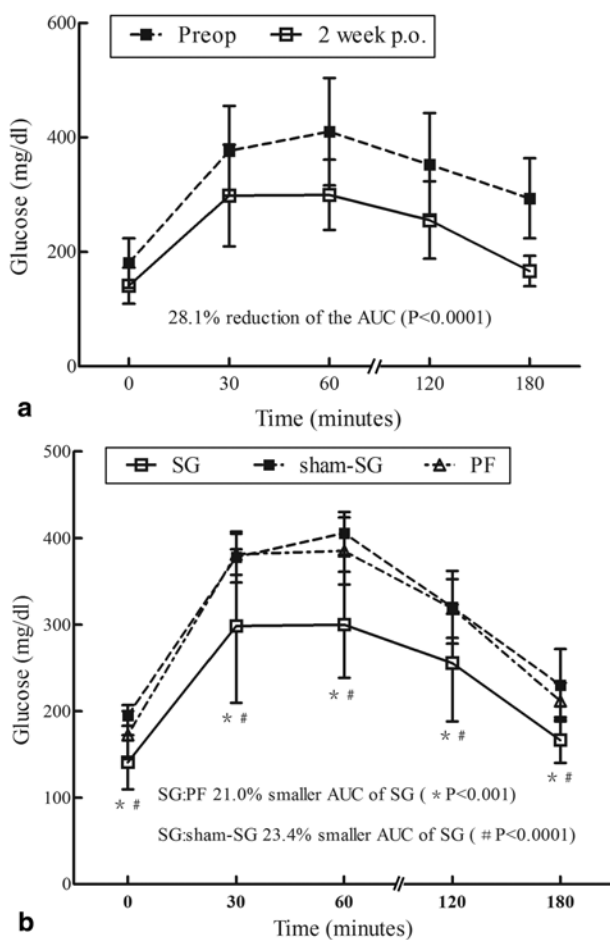 Preop 2 week p.o.
600
400
200
0
Glucose (mg/dl)
28.1% reduction of the AUC (P<0.0001)
0 30 60 120 180
Time (minutes)
a
SG sham-SG PF
500
400
300
200
100
0
Glucose (mg/dl)
* # * # * # * # * #
SG:PF 21.0% smaller AUC of SG ( * P<0.001)
SG:sham-SG 23.4% smaller AUC of SG ( # P<0.0001)
0 30 60 120 180
Time (minutes)
b